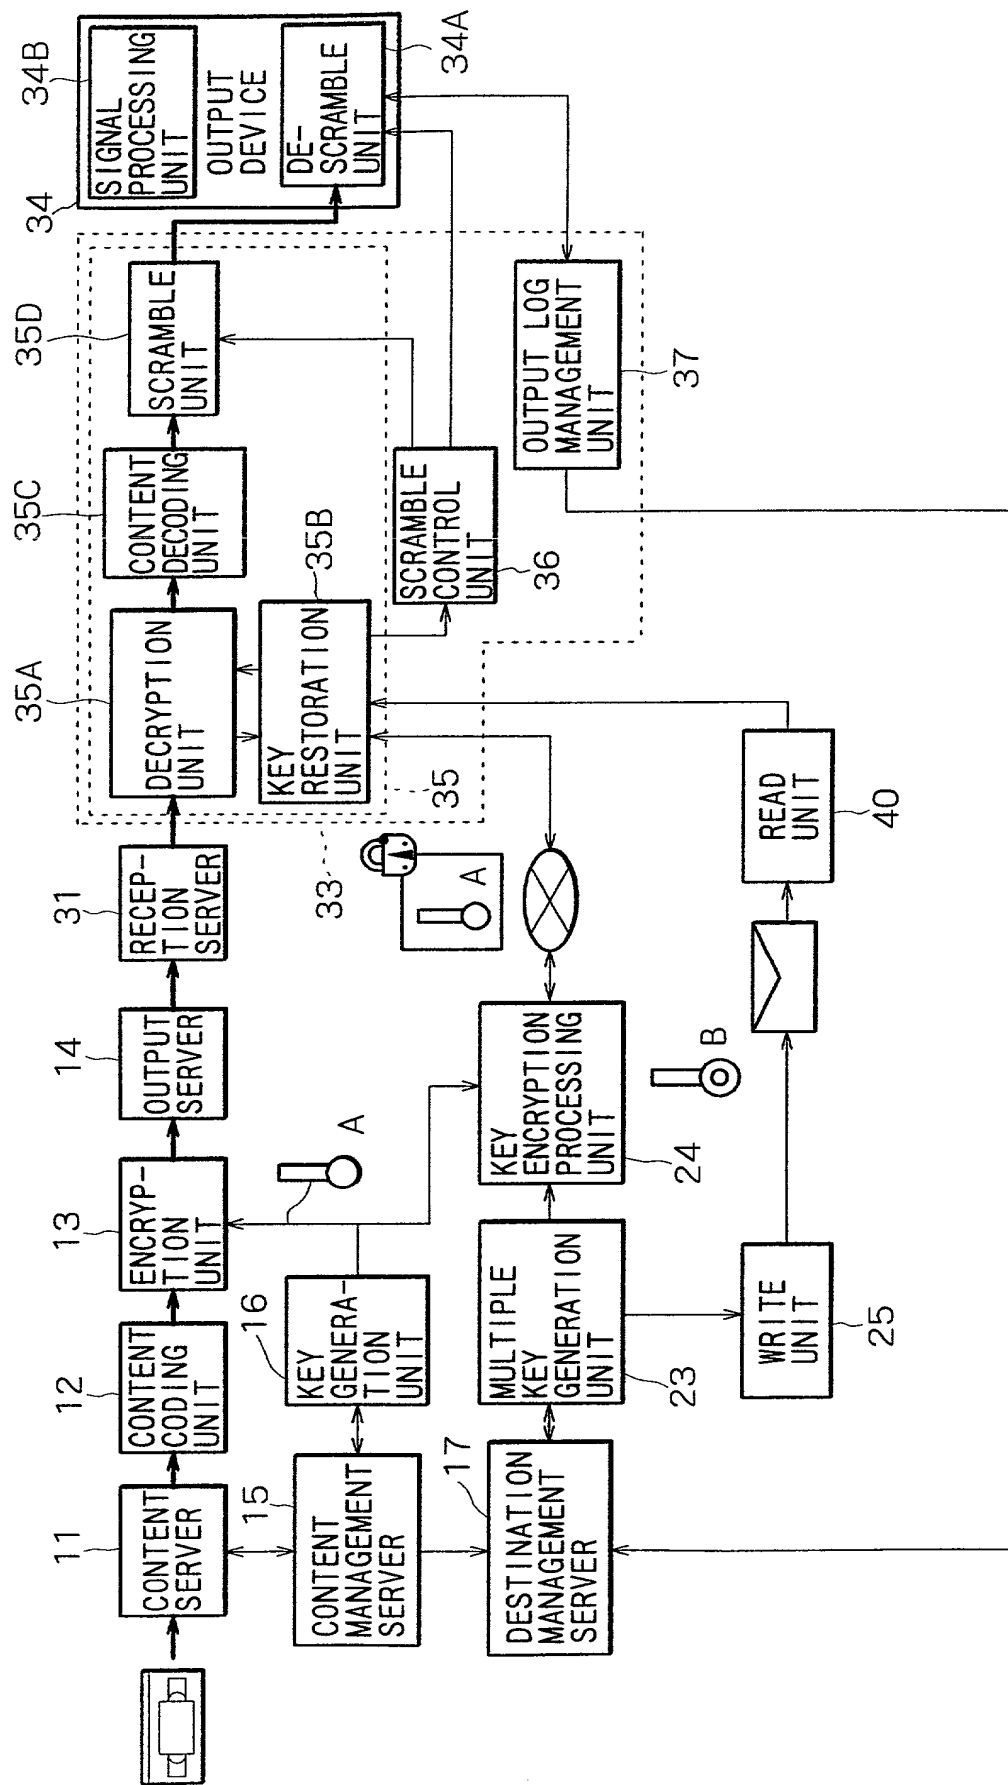 11
CONTENT
SERVER
12
CONTENT
CODING
UNIT
13
ENCRYP-
TION
UNIT
14
OUTPUT
SERVER
31
RECEP-
TION
SERVER
35A
DECRYPTION
UNIT
35C
CONTENT
DECODING
UNIT
35D
SCRAMBLE
UNIT
34
34B
SIGNAL
PROCESSING
UNIT
OUTPUT
DEVICE
DE-
SCRAMBLE
UNIT
34A
15
CONTENT
MANAGEMENT
SERVER
16
KEY
GENERA-
TION
UNIT
A
33
A
KEY
RESTORATION
UNIT
35B
35
SCRAMBLE
CONTROL
UNIT
36
OUTPUT LOG
MANAGEMENT
UNIT
37
17
DESTINATION
MANAGEMENT
SERVER
MULTIPLE
KEY
GENERATION
UNIT
23
KEY
ENCRYPTION
PROCESSING
UNIT
24
B
WRITE
UNIT
25
READ
UNIT
40